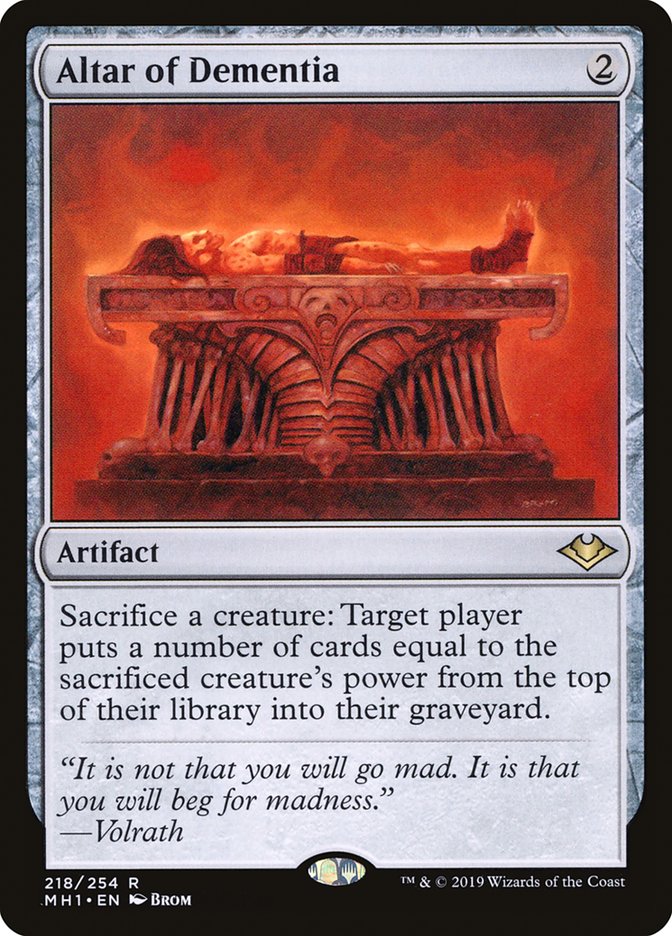 Altar of Dementia
2
Artifact
Sacrifice a creature: Target player
puts a number of cards equal to the
sacrificed creature's power from the top
of their library into their graveyard.
“It is not that you will go mad. It is that
you will beg for madness.”
—Volrath
218/254 R
MH1•EN Brom
™ & © 2019 Wizards of the Coast